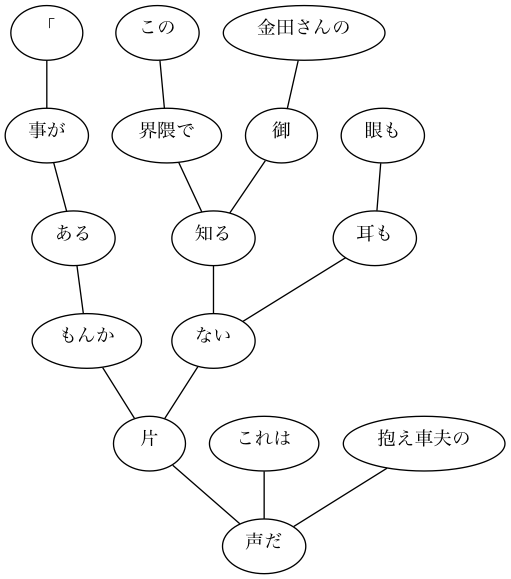 「
この
金田さんの
事が
界隈で
御
眼も
ある
知る
耳も
もんか
ない
片
これは
抱え車夫の
声だ